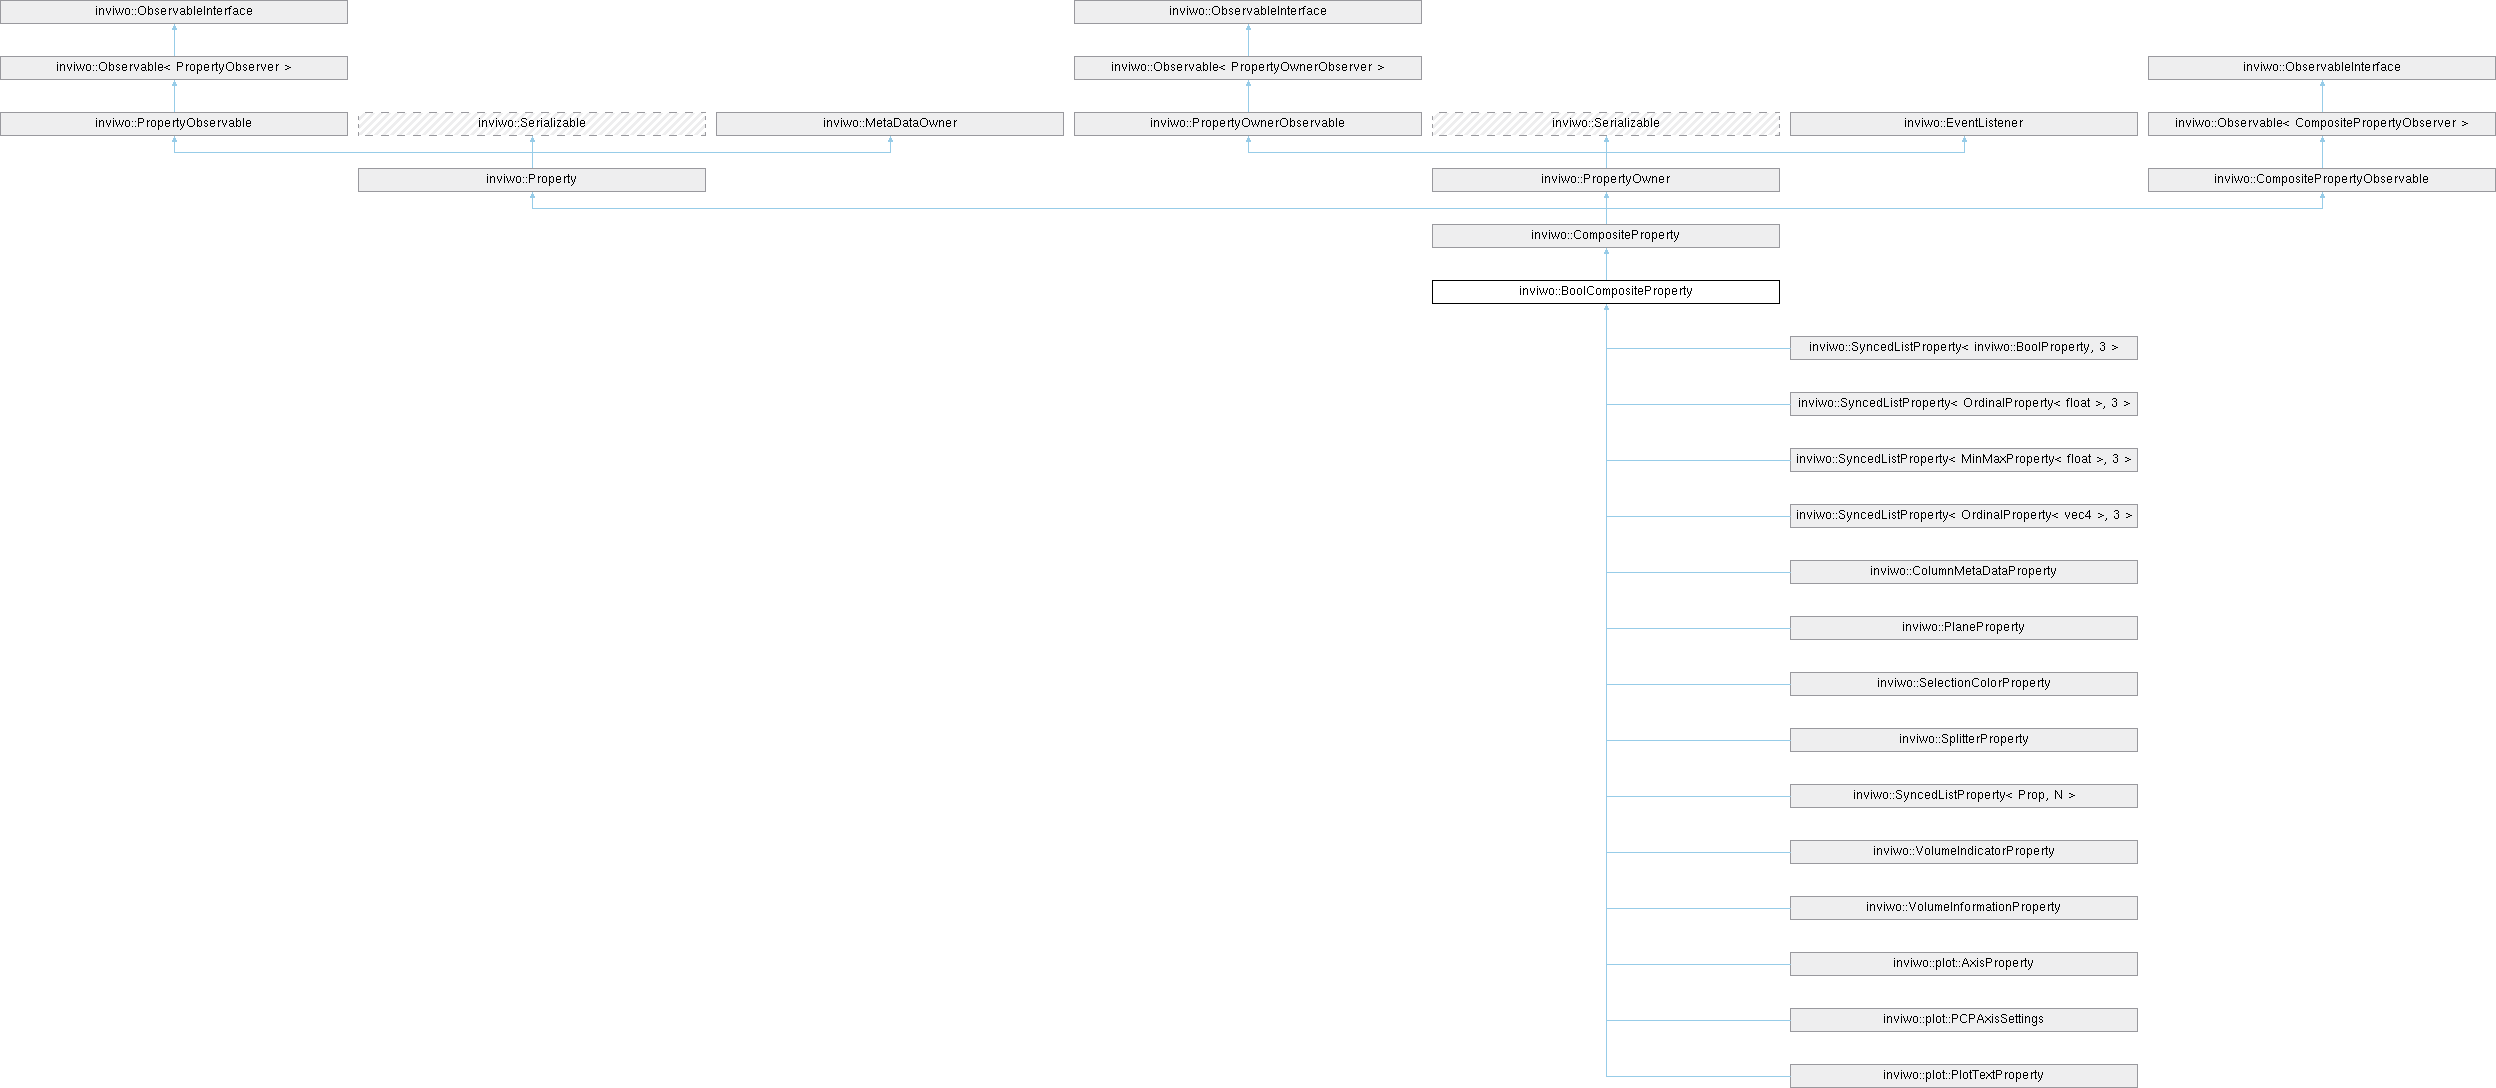 inviwo::ObservableInterface
inviwo::ObservableInterface
inviwo::Observable< PropertyObserver >
inviwo::Observable< PropertyOwnerObserver >
inviwo::ObservableInterface
inviwo::PropertyObservable
inviwo::Serializable
inviwo::MetaDataOwner
inviwo::PropertyOwnerObservable
inviwo::Serializable
inviwo::EventListener
inviwo::Observable< CompositePropertyObserver >
inviwo::Property
inviwo::PropertyOwner
inviwo::CompositePropertyObservable
inviwo::CompositeProperty
inviwo::BoolCompositeProperty
inviwo::SyncedListProperty< inviwo::BoolProperty, 3 >
inviwo::SyncedListProperty< OrdinalProperty< float >, 3 >
inviwo::SyncedListProperty< MinMaxProperty< float >, 3 >
inviwo::SyncedListProperty< OrdinalProperty< vec4 >, 3 >
inviwo::ColumnMetaDataProperty
inviwo::PlaneProperty
inviwo::SelectionColorProperty
inviwo::SplitterProperty
inviwo::SyncedListProperty< Prop, N >
inviwo::VolumeIndicatorProperty
inviwo::VolumeInformationProperty
inviwo::plot::AxisProperty
inviwo::plot::PCPAxisSettings
inviwo::plot::PlotTextProperty